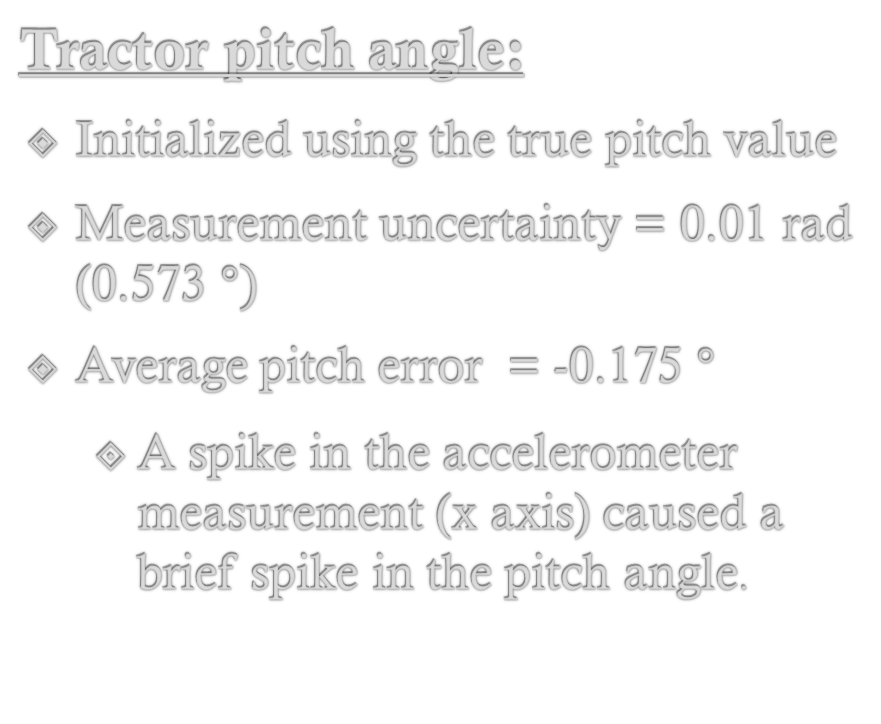 Tractor pitch angle:
Initialized using the true pitch value
Measurement uncertainty = 0.01 rad
(0.573 °)
Average pitch error = -0.175 °
A spike in the accelerometer
measurement (x axis) caused a
brief spike in the pitch angle.